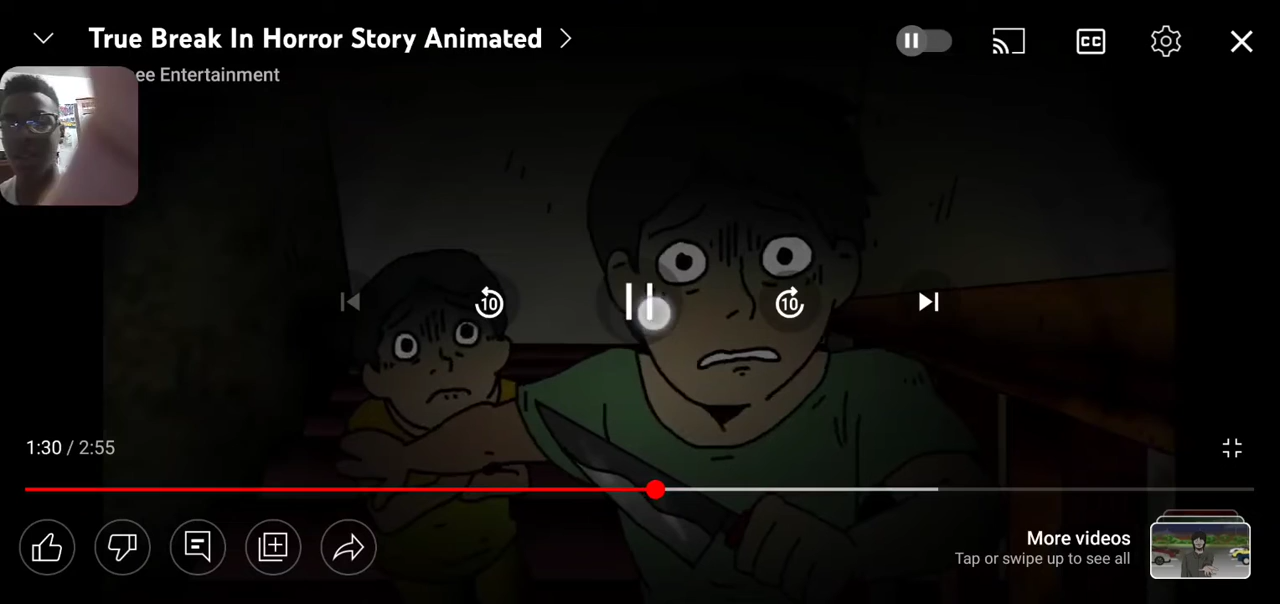 True Break In Horror Story Animated
ee Entertainment
CC
10
10
1:30 / 2:55
More videos
Tap or swipe up to see all